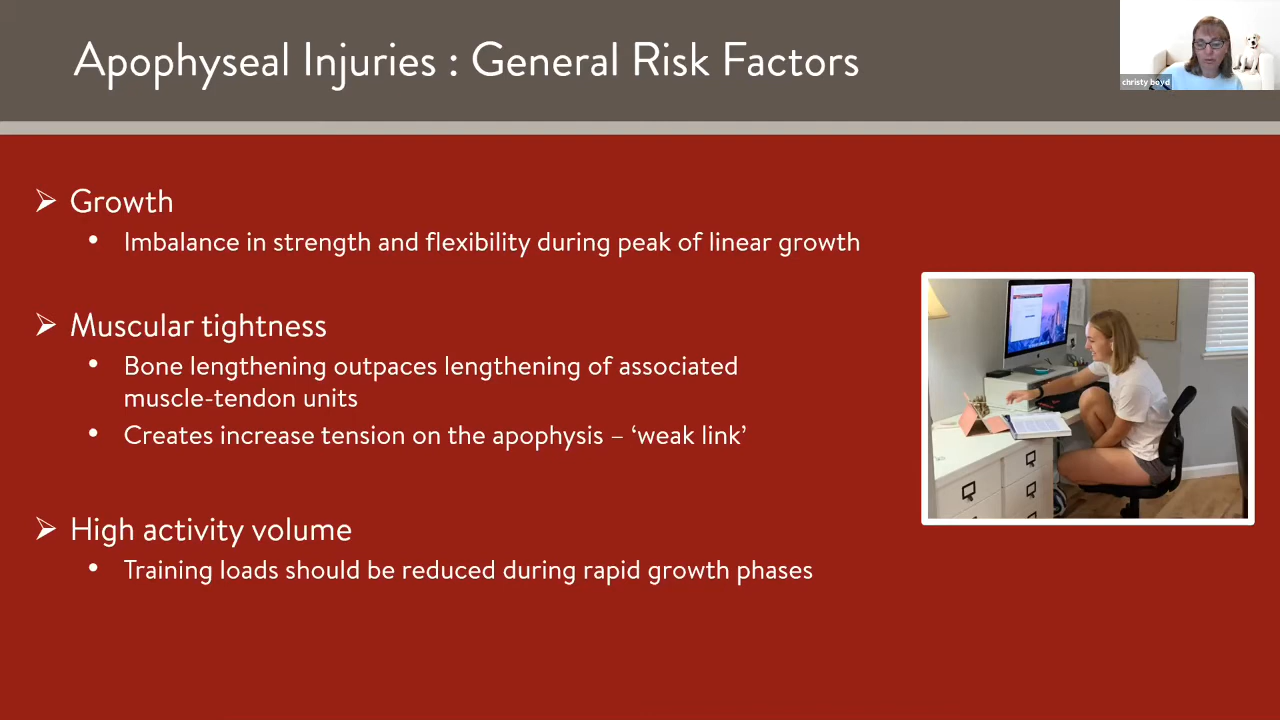 Apophyseal Injuries : General Risk Factors
christy boyd
Growth
Imbalance in strength and flexibility during peak of linear growth
Muscular tightness
Bone lengthening outpaces lengthening of associated
muscle-tendon units
Creates increase tension on the apophysis – ‘weak link’
High activity volume
Training loads should be reduced during rapid growth phases